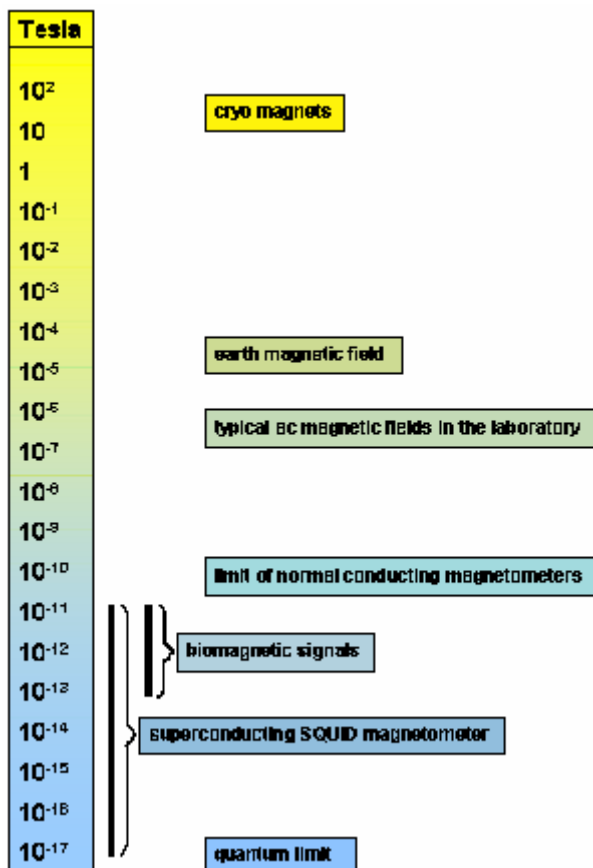 Tesla
10²
cryo magnets
10
1
10⁻¹
10⁻²
10⁻³
10⁻⁴
earth magnetic field
10⁻⁵
10⁻⁶
typical ac magnetic fields in the laboratory
10⁻⁷
10⁻⁸
10⁻⁹
10⁻¹⁰
limit of normal conducting magnetometers
10⁻¹¹
10⁻¹²
biomagnetic signals
10⁻¹³
10⁻¹⁴
superconducting SQUID magnetometer
10⁻¹⁵
10⁻¹⁶
10⁻¹⁷
quantum limit